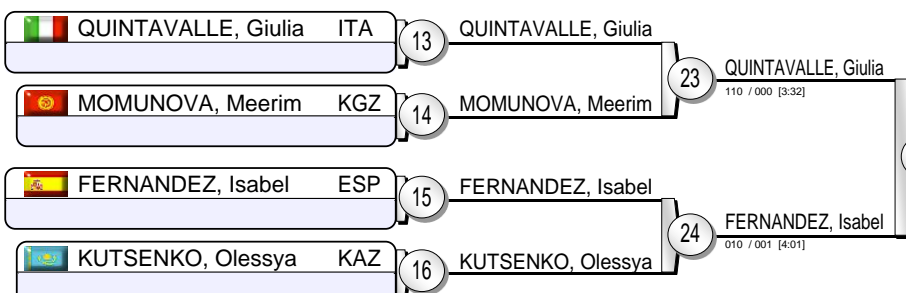 QUINTAVALLE, Giulia ITA
13
QUINTAVALLE, Giulia
23
QUINTAVALLE, Giulia
110 / 000 [3:32]
MOMUNOVA, Meerim KGZ
14
MOMUNOVA, Meerim
FERNANDEZ, Isabel ESP
15
FERNANDEZ, Isabel
24
FERNANDEZ, Isabel
010 / 001 [4:01]
KUTSENKO, Olessya KAZ
16
KUTSENKO, Olessya